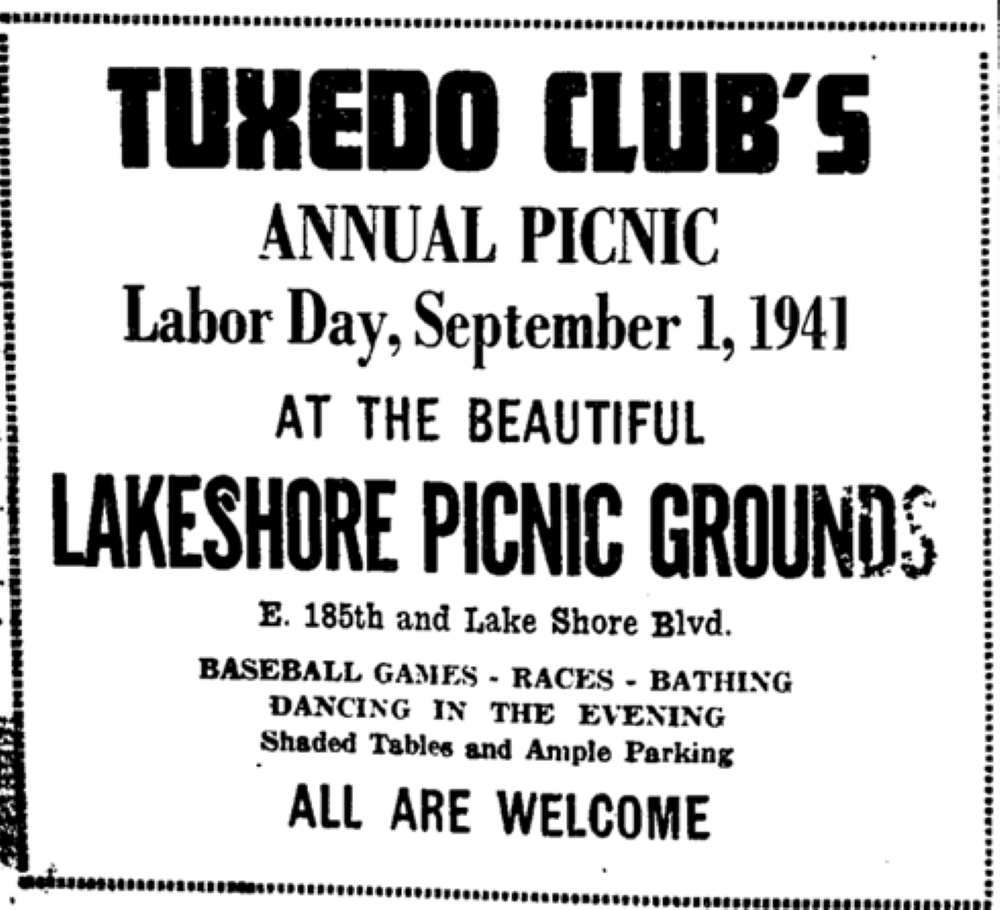 TUXEDO CLUB'S
ANNUAL PICNIC
Labor Day, September 1, 1941
AT THE BEAUTIFUL
LAKESHORE PICNIC GROUNDS
E. 185th and Lake Shore Blvd.
BASEBALL GAMES - RACES - BATHING
DANCING IN THE EVENING
Shaded Tables and Ample Parking
ALL ARE WELCOME